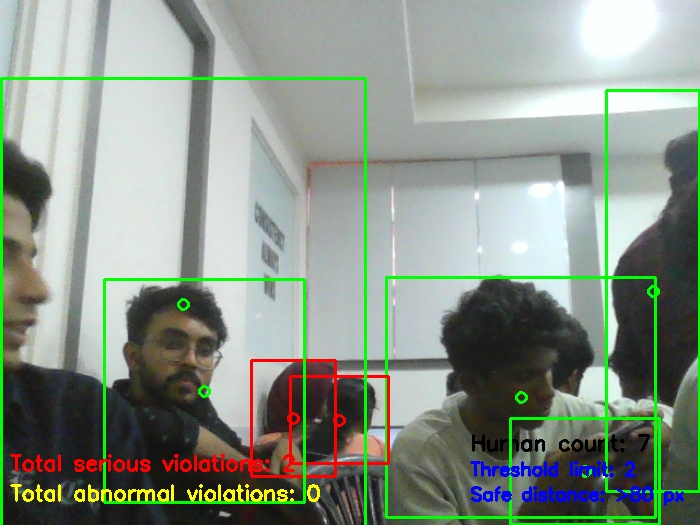 Total serious violations: 2
Total abnormal violations: 0
Human count: 7
Threshold limit: 2
Safe distance: >80 px